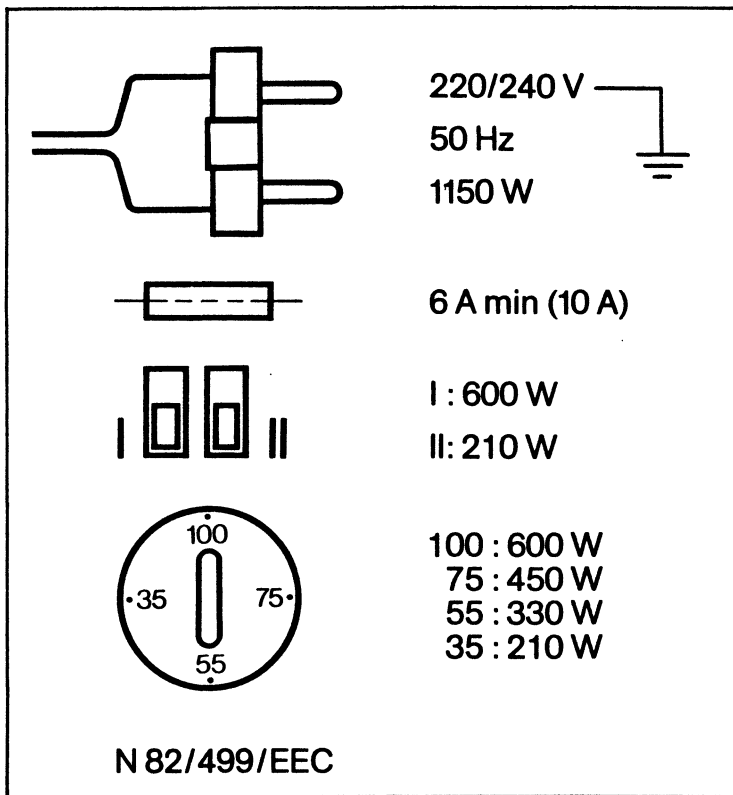 220/240 V
50 Hz
1150 W
6 A min (10 A)
I II
I : 600 W
II: 210 W
100
35 75
55
100 : 600 W
75 : 450 W
55 : 330 W
35 : 210 W
N 82/499/EEC